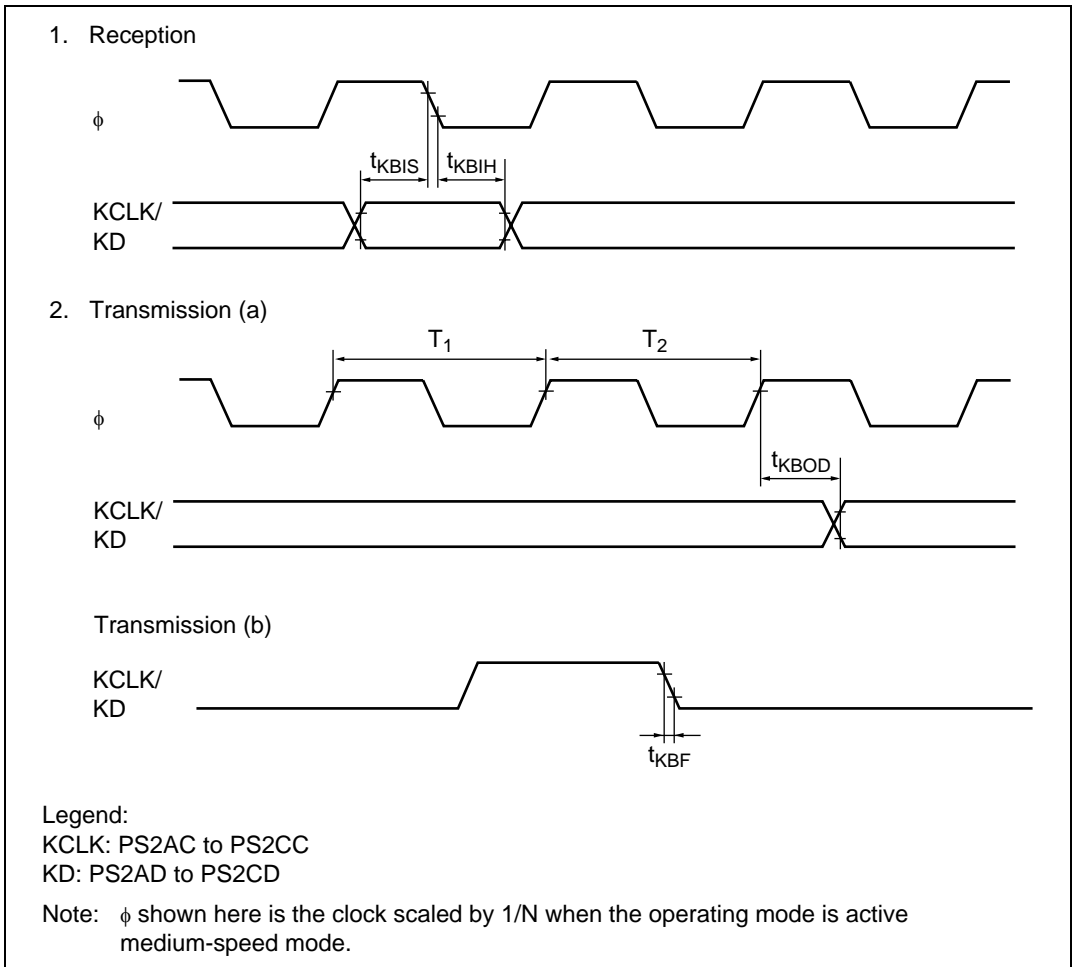 1. Reception
ϕ
tKBIS
tKBIH
KCLK/
KD
2. Transmission (a)
T1
T2
ϕ
tKBOD
KCLK/
KD
Transmission (b)
KCLK/
KD
tKBF
Legend:
KCLK: PS2AC to PS2CC
KD: PS2AD to PS2CD
Note: ϕ shown here is the clock scaled by 1/N when the operating mode is active
medium-speed mode.